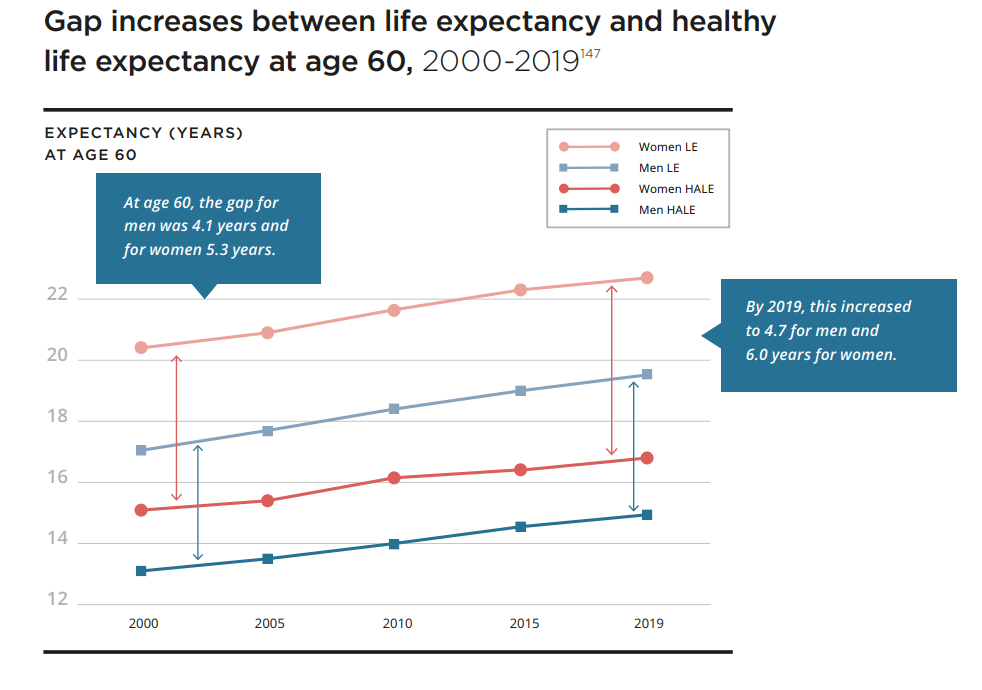 Gap increases between life expectancy and healthy
life expectancy at age 60, 2000-2019147
EXPECTANCY (YEARS)
AT AGE 60
Women LE
Men LE
Women HALE
Men HALE
At age 60, the gap for
men was 4.1 years and
for women 5.3 years.
By 2019, this increased
to 4.7 for men and
6.0 years for women.
22
20
18
16
14
12
2000 2005 2010 2015 2019